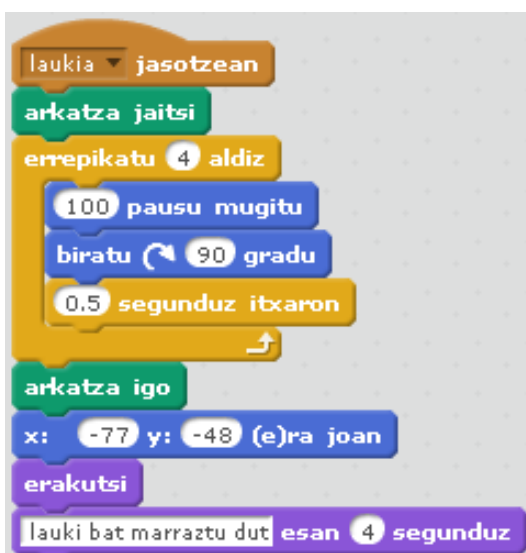 laukia jasotzean
arkatza jaitsi
errepikatu 4 aldiz
100 pausu mugitu
biratu 90 gradu
0.5 segunduz itxaron
arkatza igo
x: -77 y: -48 (e)ra joan
erakutsi
lauki bat marraztu dut esan 4 segunduz